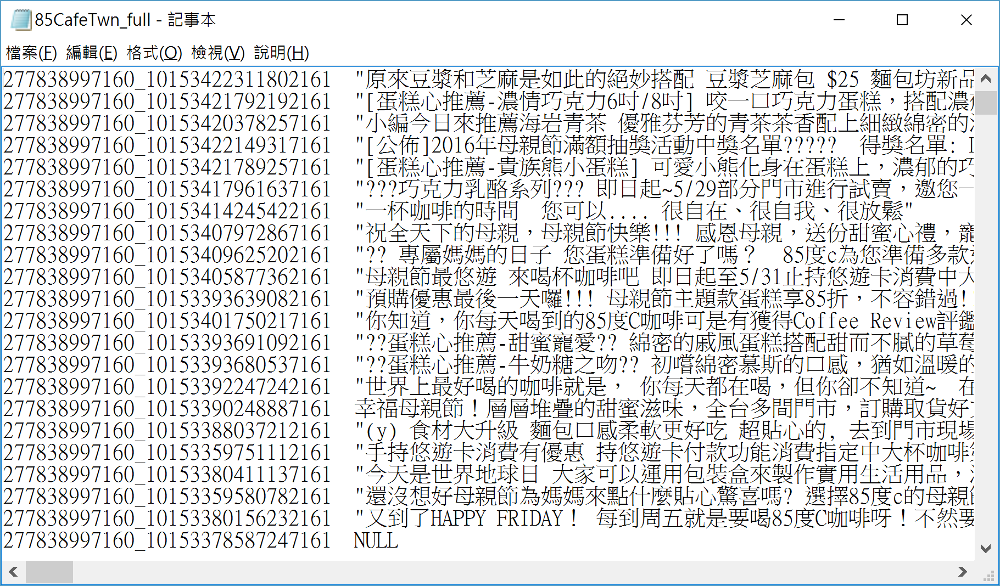 85CafeTwn_full - 記事本
檔案(F) 編輯(E) 格式(O) 檢視(V) 說明(H)
277838997160_10153422311802161 "原來豆漿和芝麻是如此的絕妙搭配 豆漿芝麻包 $25 麵包坊新品
277838997160_10153421792192161 "[蛋糕心推薦-濃情巧克力6吋/8吋] 咬一口巧克力蛋糕，搭配濃
277838997160_10153420378257161 "小編今日來推薦海岩青茶 優雅芬芳的青茶茶香配上細緻綿密的
277838997160_10153422149317161 "[公佈]2016年母親節滿額抽獎活動中獎名單?????  得獎名單:
277838997160_10153421789257161 "[蛋糕心推薦-貴族熊小蛋糕] 可愛小熊化身在蛋糕上，濃郁的巧
277838997160_10153417961637161 "???巧克力乳酪系列??? 即日起~5/29部分門市進行試賣，邀您一
277838997160_10153414245422161 "一杯咖啡的時間  您可以.... 很自在、很自我、很放鬆"
277838997160_10153407972867161 "祝全天下的母親，母親節快樂!!! 感恩母親，送份甜蜜心禮，寵
277838997160_10153409625202161 "?? 專屬媽媽的日子 您蛋糕準備好了嗎？  85度c為您準備多款
277838997160_10153405877362161 "母親節最悠遊 來喝杯咖啡吧 即日起至5/31止持悠遊卡消費中大
277838997160_10153393639082161 "預購優惠最後一天囉!!! 母親節主題款蛋糕享85折，不容錯過!
277838997160_10153401750217161 "你知道，你每天喝到的85度C咖啡可是有獲得Coffee Review評鑑
277838997160_10153393691092161 "??蛋糕心推薦-甜蜜寵愛?? 綿密的戚風蛋糕搭配甜而不膩的草莓
277838997160_10153393680537161 "??蛋糕心推薦-牛奶糖之吻?? 初嚐綿密慕斯的口感，猶如溫暖的
277838997160_10153392247242161 "世界上最好喝的咖啡就是， 你每天都在喝，但你卻不知道~  在
277838997160_10153390248887161 幸福母親節！層層堆疊的甜蜜滋味，全台多間門市，訂購取貨好
277838997160_10153388037212161 "(y) 食材大升級 麵包口感柔軟更好吃 超貼心的, 去到門市現場
277838997160_10153359751112161 "手持悠遊卡消費有優惠 持悠遊卡付款功能消費指定中大杯咖啡
277838997160_10153380411137161 "今天是世界地球日 大家可以運用包裝盒來製作實用生活用品，
277838997160_10153359580782161 "還沒想好母親節為媽媽來點什麼貼心驚喜嗎? 選擇85度c的母親節
277838997160_10153380156232161 "又到了HAPPY FRIDAY！ 每到周五就是要喝85度C咖啡呀！不然要
277838997160_10153378587247161 NULL